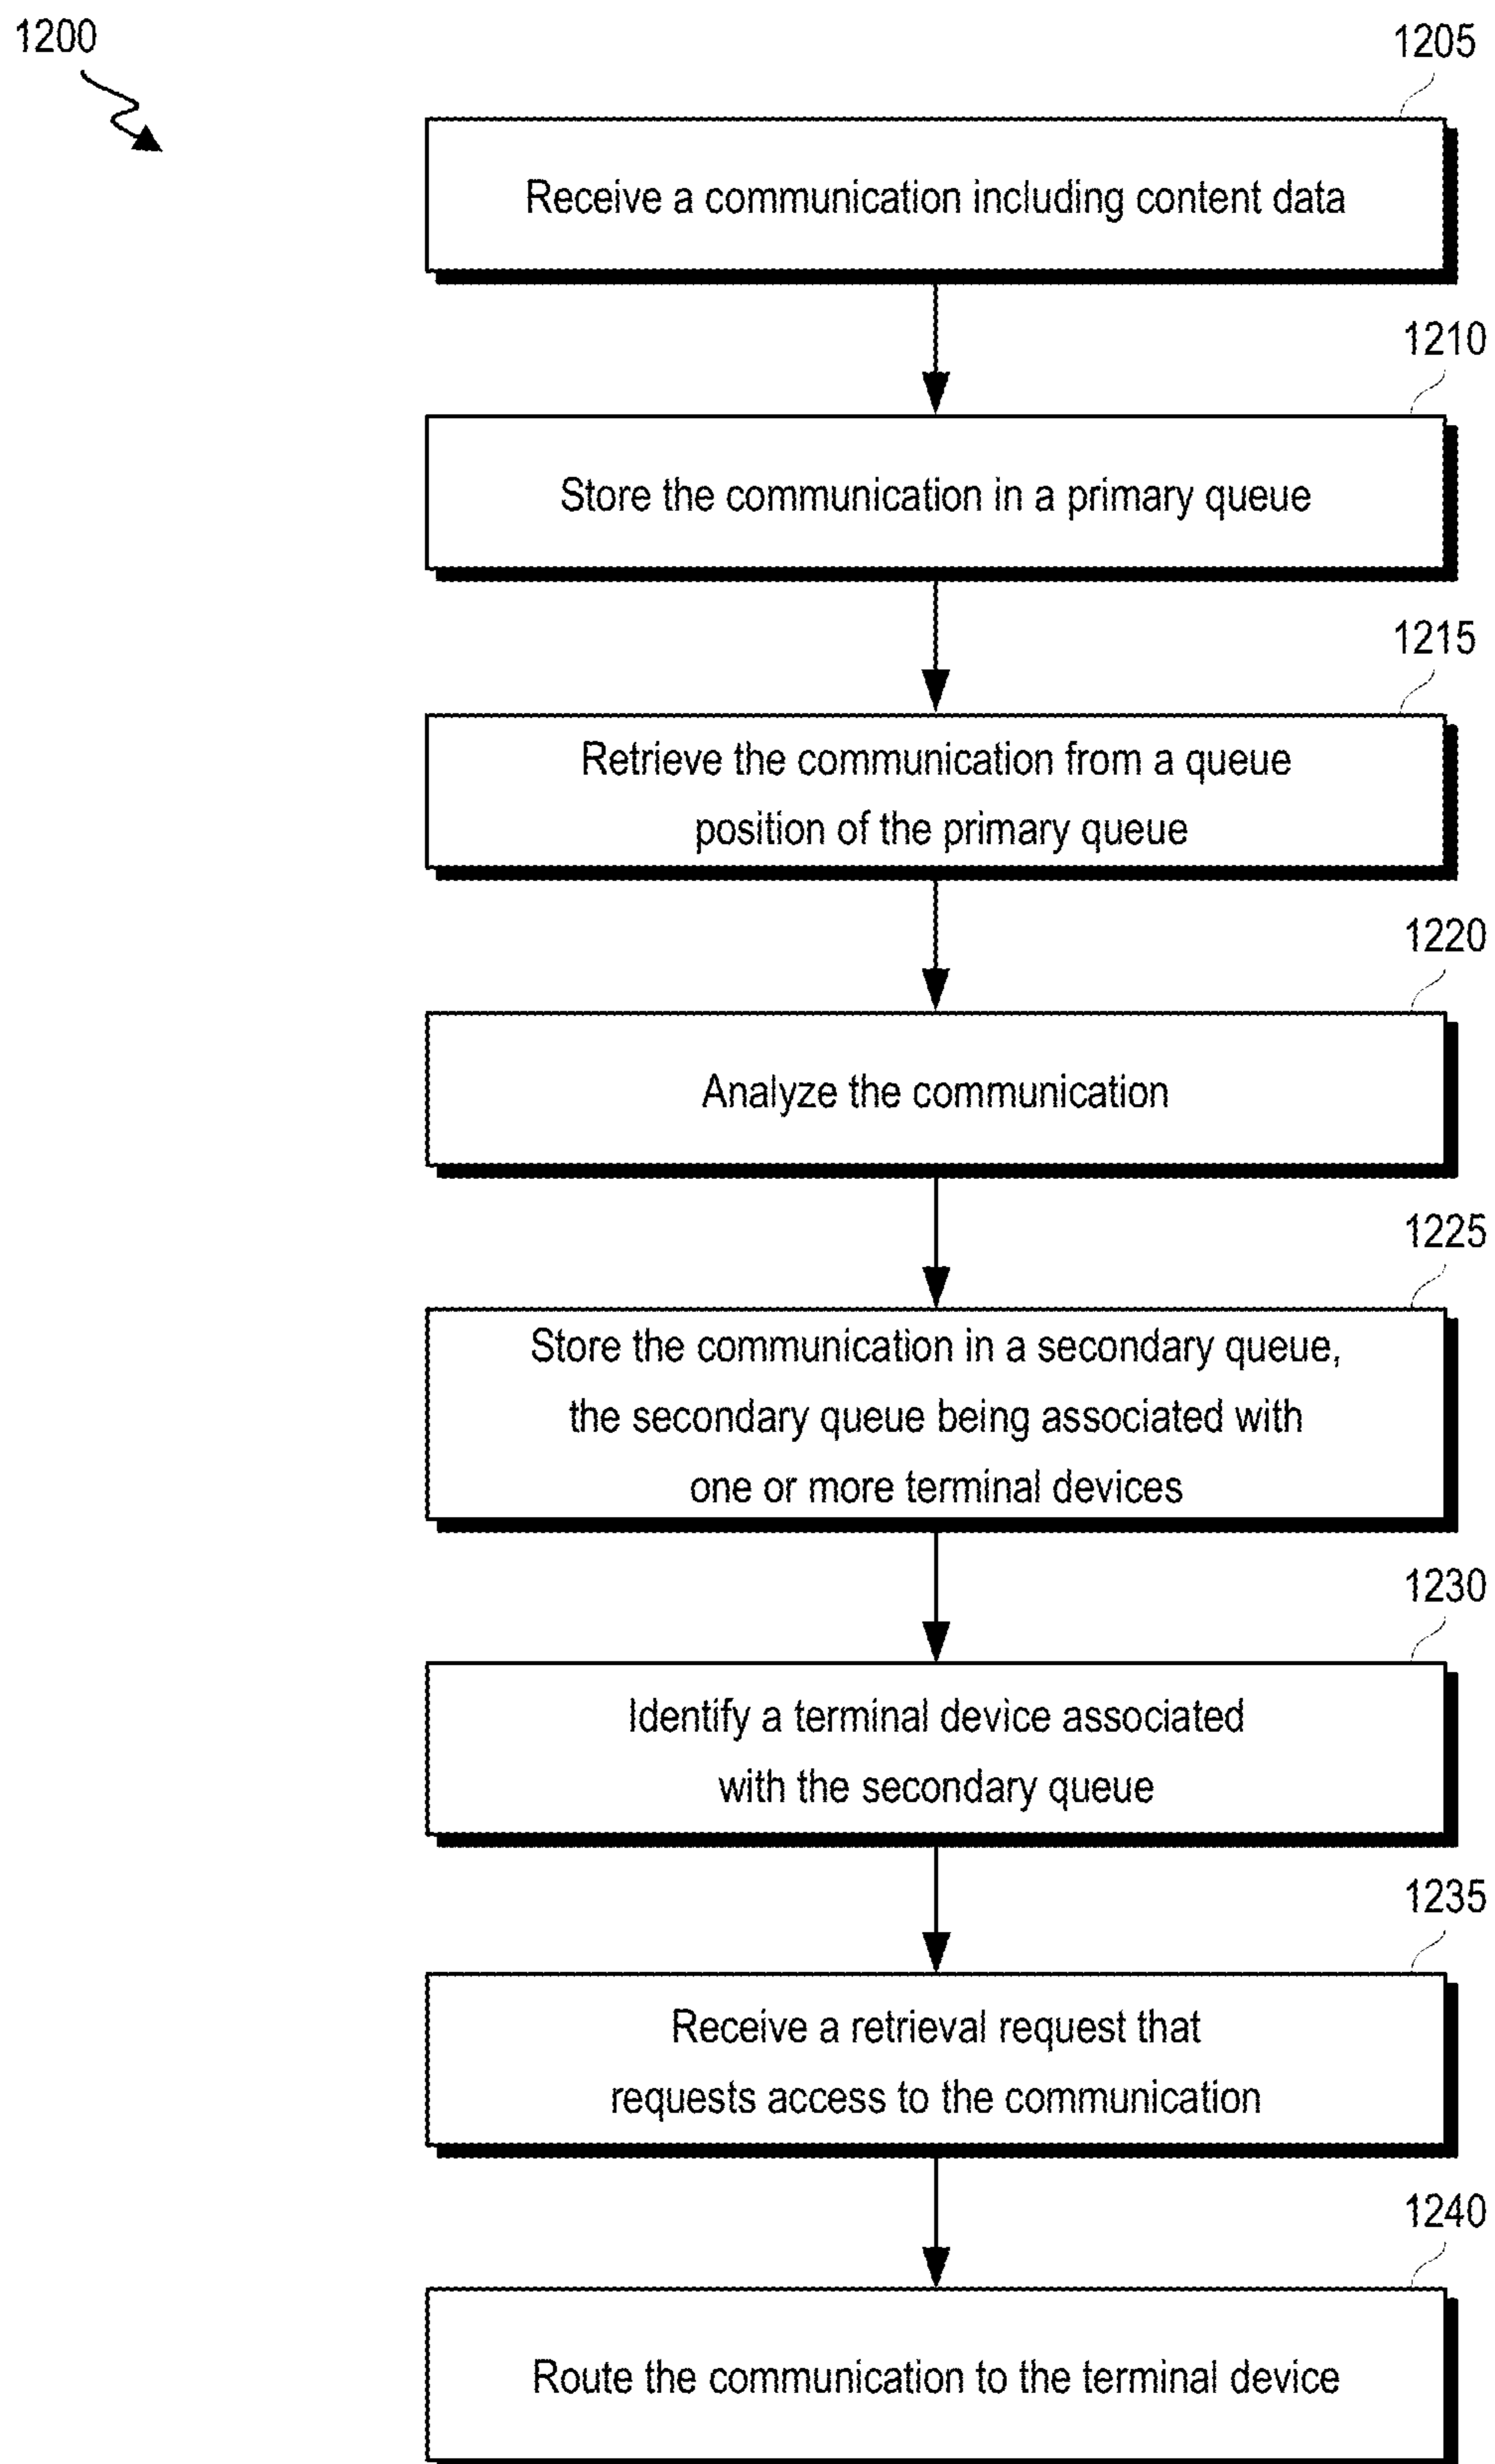 1200
1205
Receive a communication including content data
1210
Store the communication in a primary queue
1215
Retrieve the communication from a queue
position of the primary queue
1220
Analyze the communication
1225
Store the communication in a secondary queue,
the secondary queue being associated with
one or more terminal devices
1230
Identify a terminal device associated
with the secondary queue
1235
Receive a retrieval request that
requests access to the communication
1240
Route the communication to the terminal device